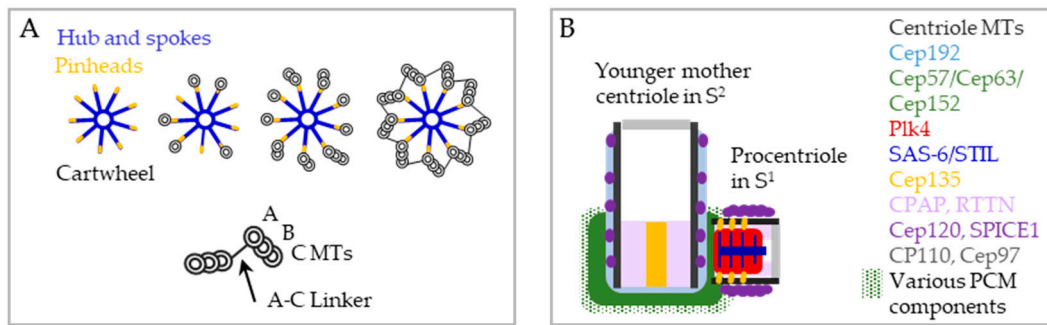 A
Hub and spokes
Pinheads
Cartwheel
A
B
C MTs
A-C Linker
B
Younger mother
centriole in S²
Procentriole
in S¹
Centriole MTs
Cep192
Cep57/Cep63/
Cep152
Plk4
SAS-6/STIL
Cep135
CPAP, RTTN
Cep120, SPICE1
CP110, Cep97
Various PCM
components